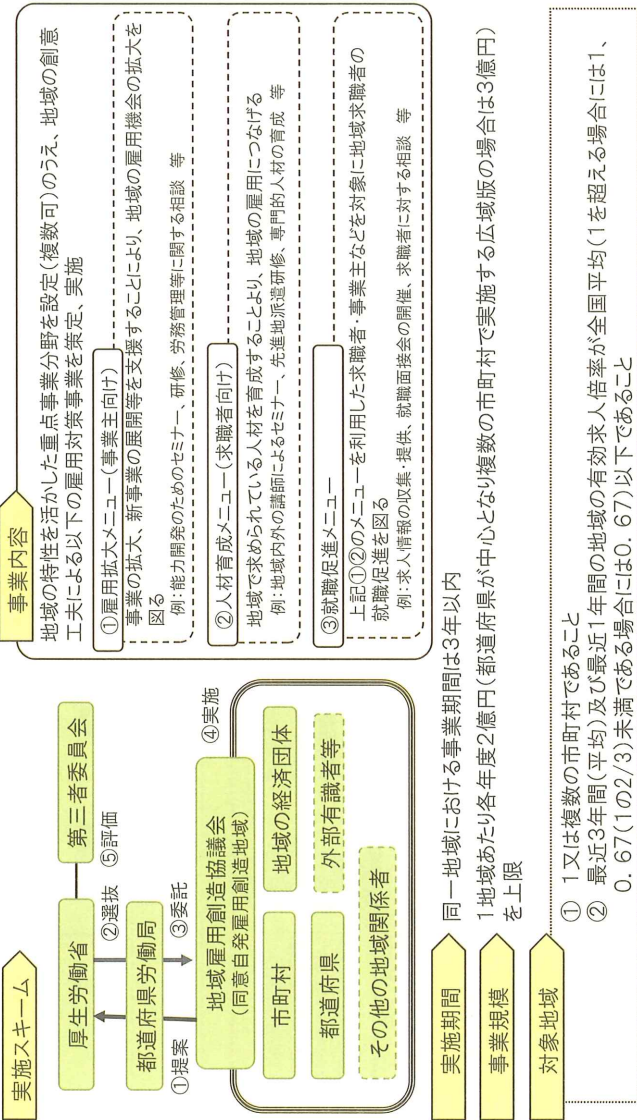 実施スキーム
厚生労働省
第三者委員会
②選抜
⑤評価
都道府県労働局
①提案
③委託
地域雇用創造協議会
(同意自発雇用創造地域)
④実施
市町村
地域の経済団体
都道府県
外部有識者等
その他の地域関係者
事業内容
地域の特性を活かした重点事業分野を設定(複数可)のうえ、地域の創意
工夫による以下の雇用対策事業を策定、実施
①雇用拡大メニュー(事業主向け)
事業の拡大、新事業の展開等を支援することにより、地域の雇用機会の拡大を
図る
例:能力開発のためのセミナー、研修、労務管理等に関する相談 等
②人材育成メニュー(求職者向け)
地域で求められている人材を育成することより、地域の雇用につなげる
例:地域内外の講師によるセミナー、先進地派遣研修、専門的人材の育成 等
③就職促進メニュー
上記①②のメニューを利用した求職者・事業主などを対象に地域求職者の
就職促進を図る
例:求人情報の収集・提供、就職面接会の開催、求職者に対する相談 等
実施期間
同一地域における事業期間は3年以内
事業規模
1地域あたり各年度2億円(都道府県が中心となり複数の市町村で実施する広域版の場合は3億円)
を上限
対象地域
① 1又は複数の市町村であること
② 最近3年間(平均)及び最近1年間の地域の有効求人倍率が全国平均(1を超える場合には1、
0.67(1の2/3)未満である場合には0.67)以下であること